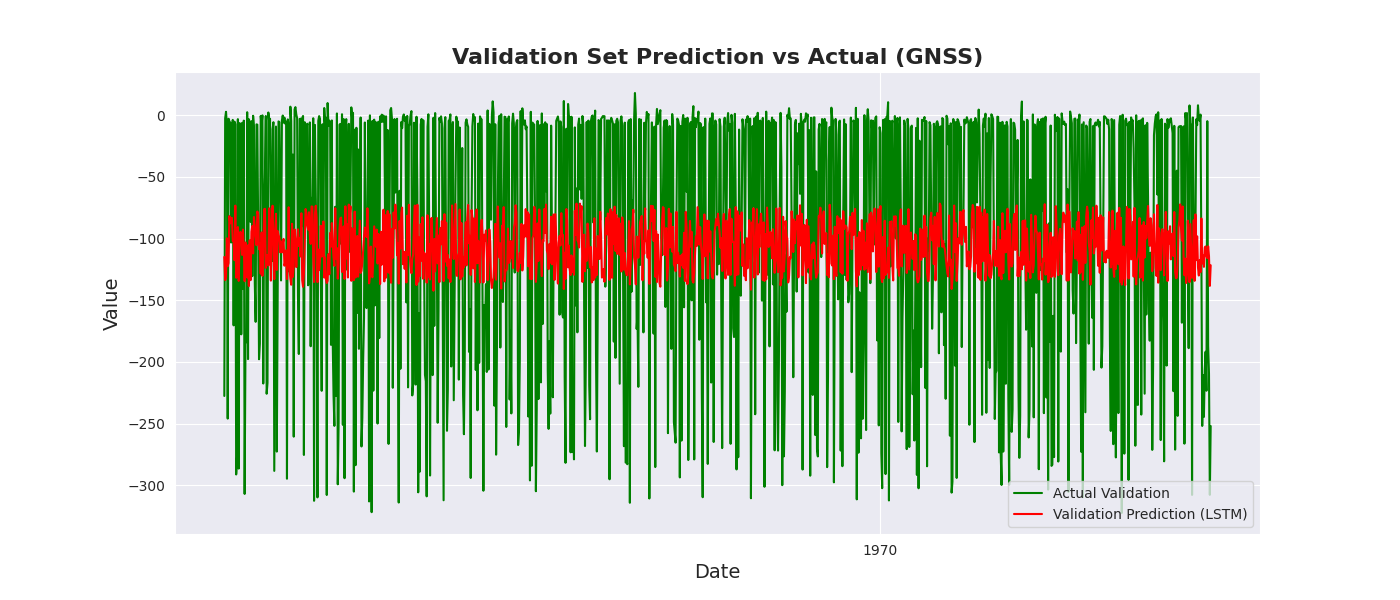 Validation Set Prediction vs Actual (GNSS)
Value
0
−50
−100
−150
−200
−250
−300
Actual Validation
Validation Prediction (LSTM)
1970
Date